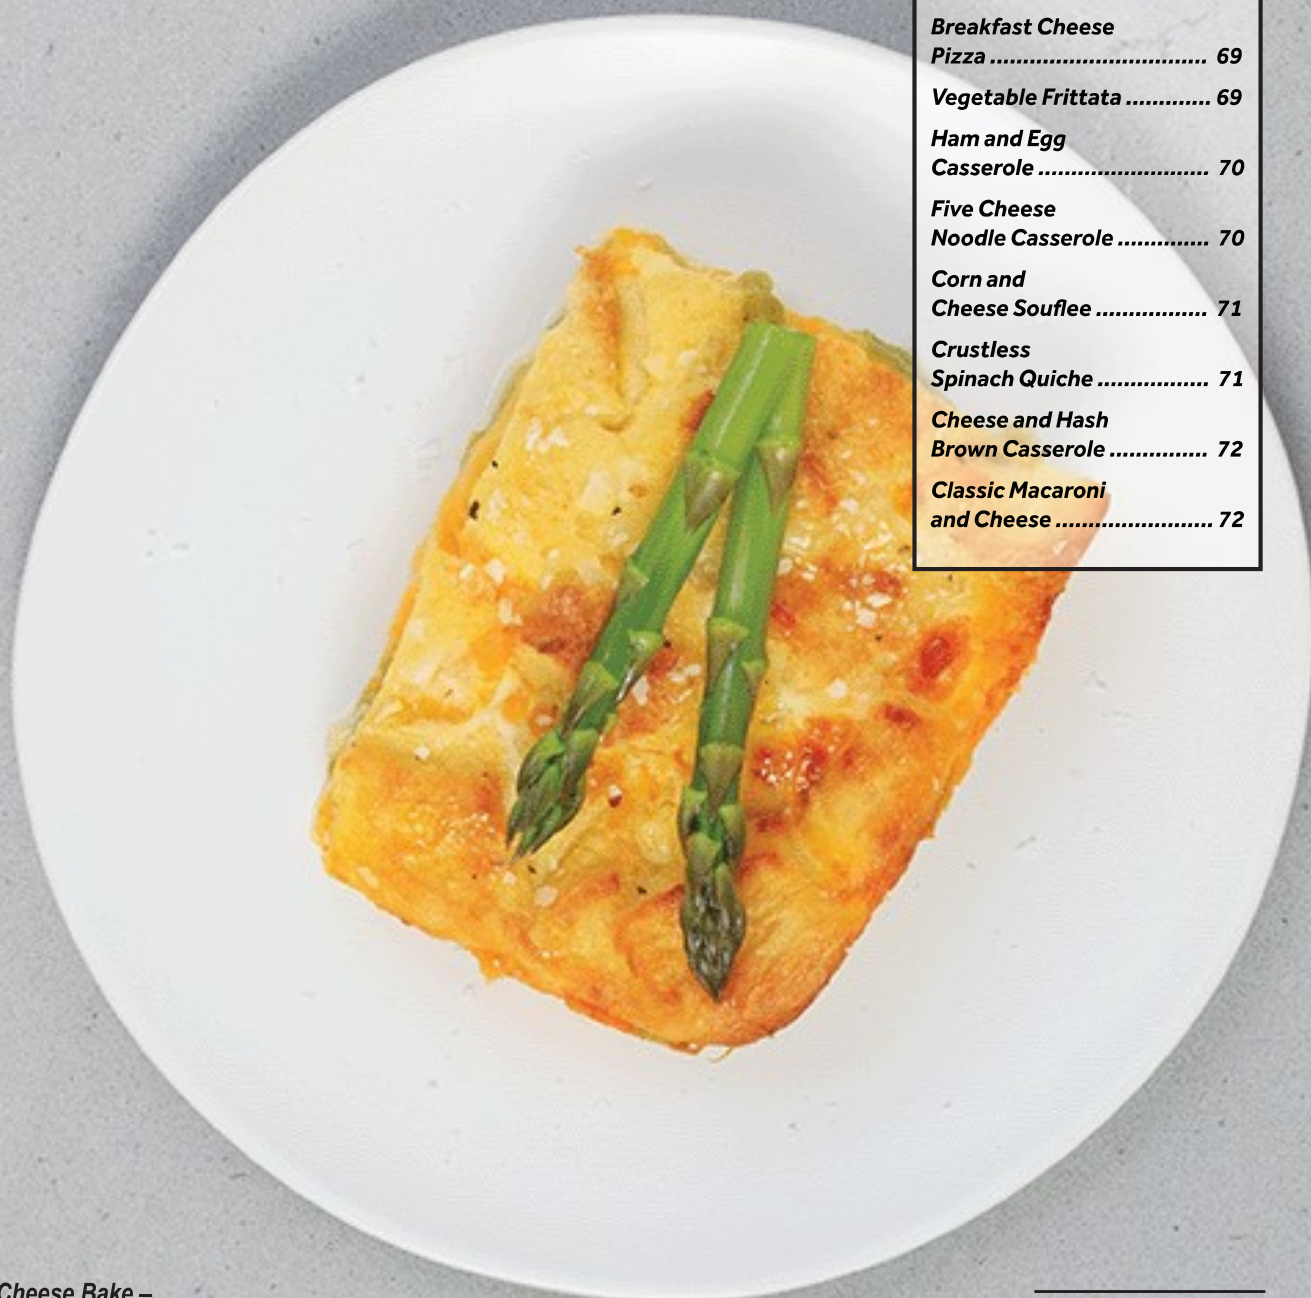 Breakfast Cheese
Pizza ................................. 69
Vegetable Frittata ............. 69
Ham and Egg
Casserole .......................... 70
Five Cheese
Noodle Casserole .............. 70
Corn and
Cheese Souflee ................. 71
Crustless
Spinach Quiche ................. 71
Cheese and Hash
Brown Casserole ............... 72
Classic Macaroni
and Cheese ........................ 72
Cheese Bake –